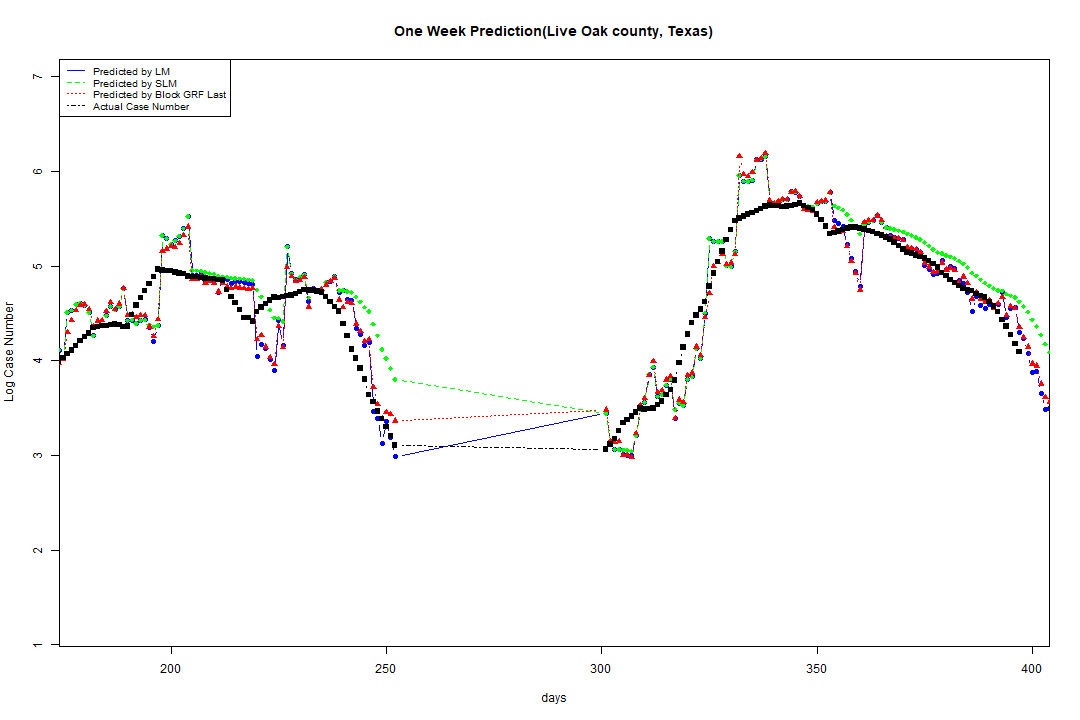 One Week Prediction(Live Oak county, Texas)
Predicted by LM
Predicted by SLM
Predicted by Block GRF Last
Actual Case Number
7
6
5
4
3
2
1
Log Case Number
200 250 300 350 400
days